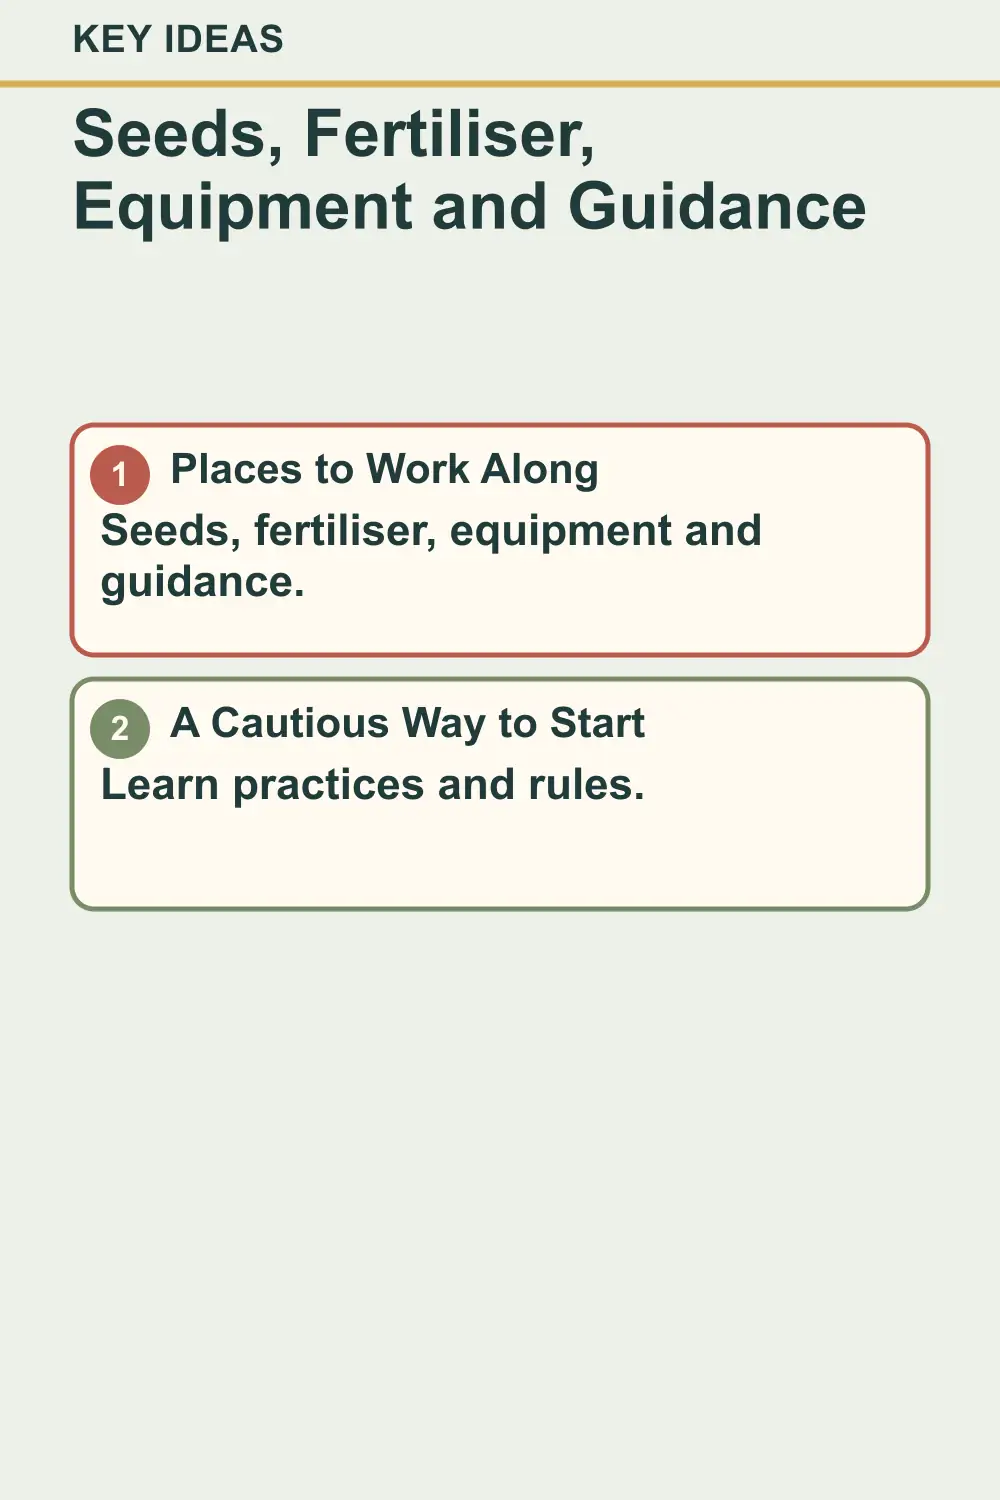 KEY IDEAS
Seeds, Fertiliser,
Equipment and Guidance
1 Places to Work Along
Seeds, fertiliser, equipment and
guidance.
2 A Cautious Way to Start
Learn practices and rules.